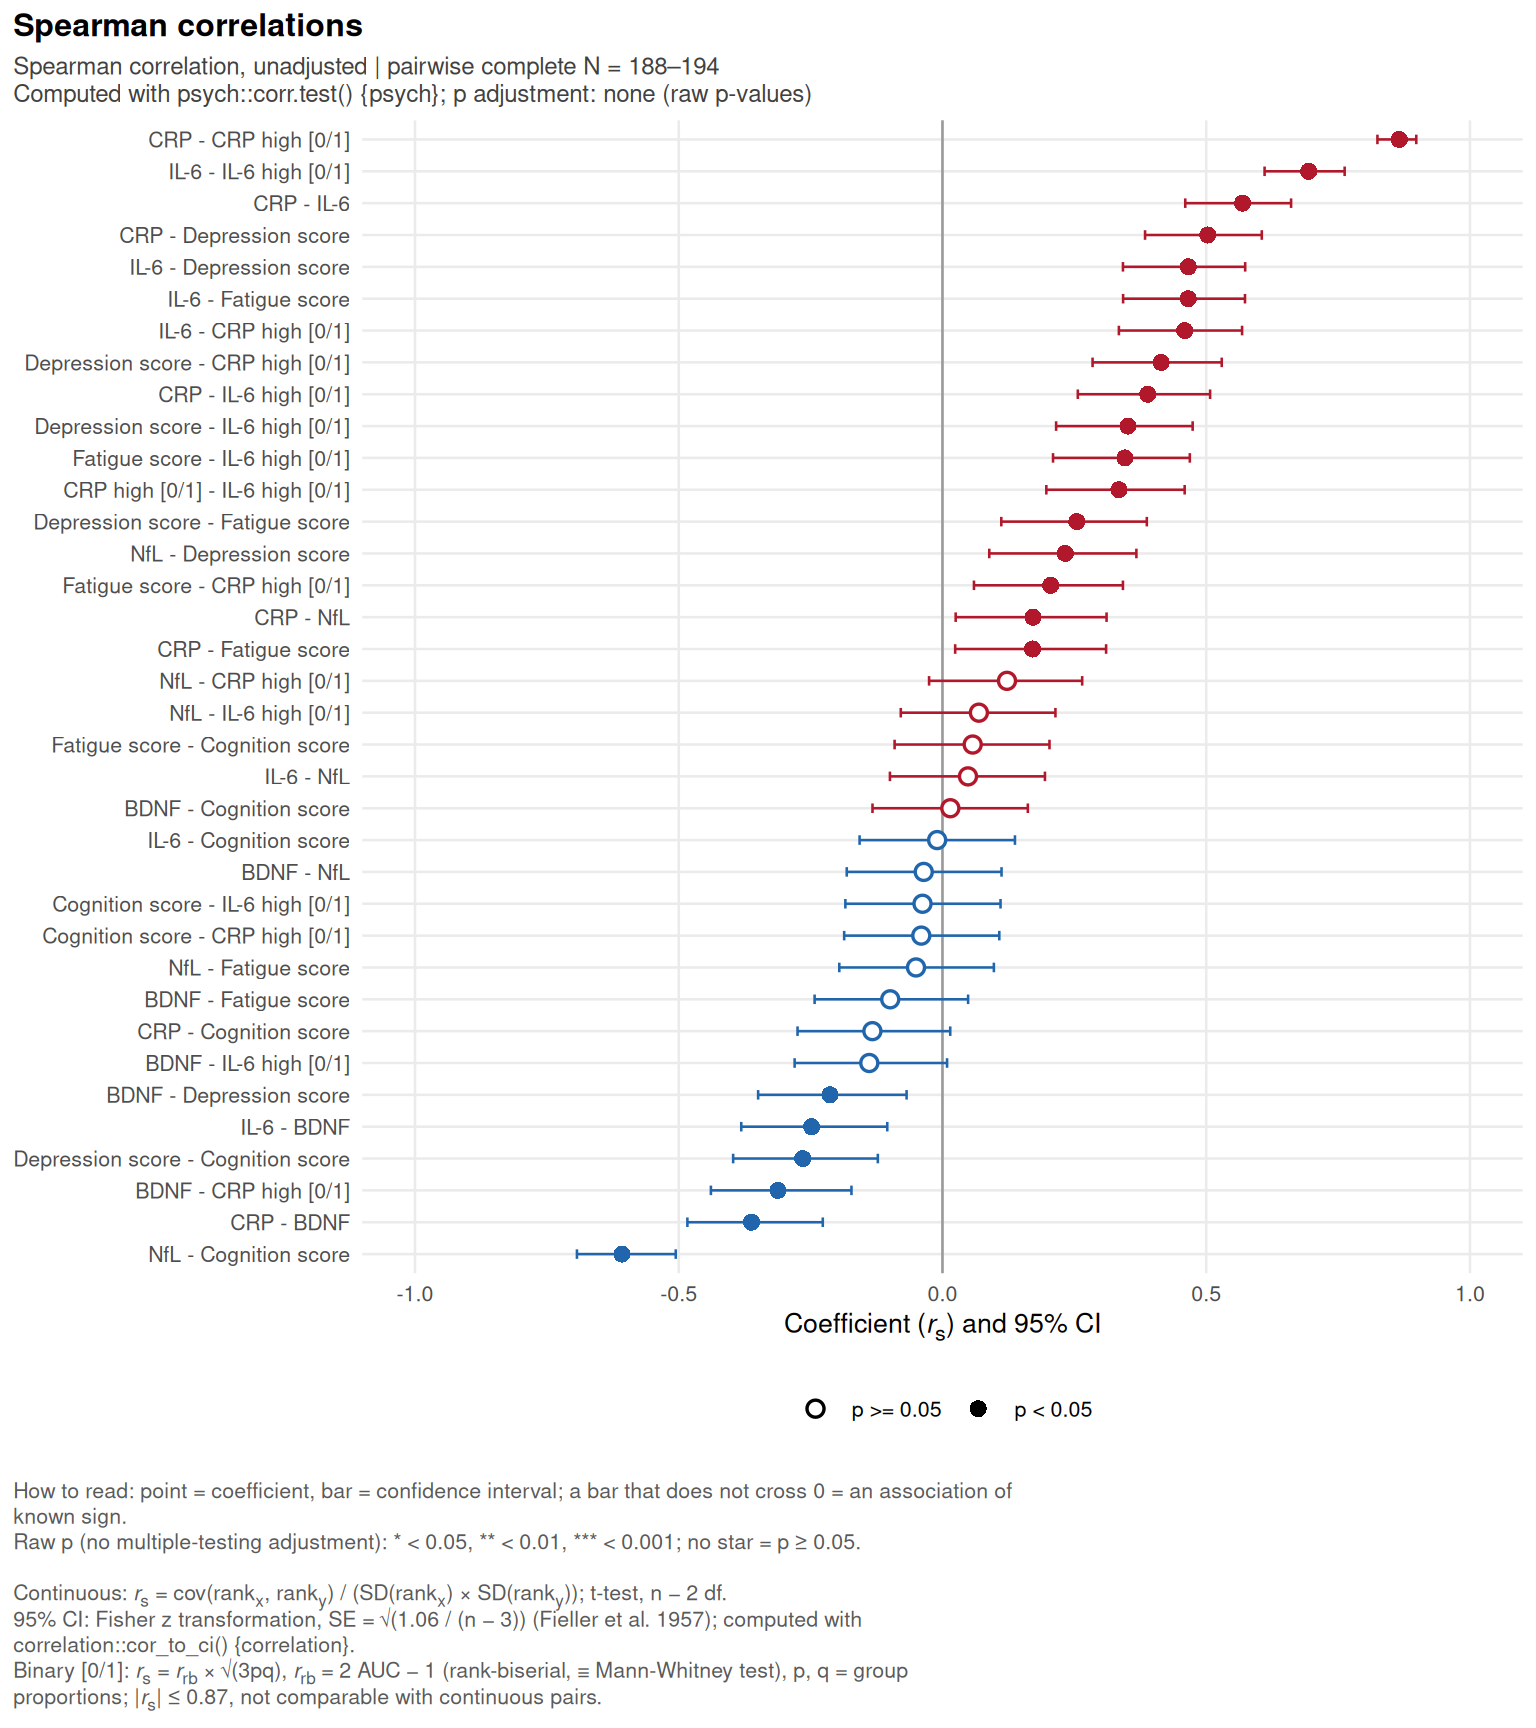 Spearman correlations
Spearman correlation, unadjusted | pairwise complete N = 188–194
Computed with psych::corr.test() {psych}; p adjustment: none (raw p-values)
CRP - CRP high [0/1]
IL-6 - IL-6 high [0/1]
CRP - IL-6
CRP - Depression score
IL-6 - Depression score
IL-6 - Fatigue score
IL-6 - CRP high [0/1]
Depression score - CRP high [0/1]
CRP - IL-6 high [0/1]
Depression score - IL-6 high [0/1]
Fatigue score - IL-6 high [0/1]
CRP high [0/1] - IL-6 high [0/1]
Depression score - Fatigue score
NfL - Depression score
Fatigue score - CRP high [0/1]
CRP - NfL
CRP - Fatigue score
NfL - CRP high [0/1]
NfL - IL-6 high [0/1]
Fatigue score - Cognition score
IL-6 - NfL
BDNF - Cognition score
IL-6 - Cognition score
BDNF - NfL
Cognition score - IL-6 high [0/1]
Cognition score - CRP high [0/1]
NfL - Fatigue score
BDNF - Fatigue score
CRP - Cognition score
BDNF - IL-6 high [0/1]
BDNF - Depression score
IL-6 - BDNF
Depression score - Cognition score
BDNF - CRP high [0/1]
CRP - BDNF
NfL - Cognition score
-1.0 -0.5 0.0 0.5 1.0
Coefficient (rs) and 95% CI
p >= 0.05 p < 0.05
How to read: point = coefficient, bar = confidence interval; a bar that does not cross 0 = an association of
known sign.
Raw p (no multiple-testing adjustment): * < 0.05, ** < 0.01, *** < 0.001; no star = p ≥ 0.05.
Continuous: rs = cov(rankx, ranky) / (SD(rankx) × SD(ranky)); t-test, n − 2 df.
95% CI: Fisher z transformation, SE = √(1.06 / (n − 3)) (Fieller et al. 1957); computed with
correlation::cor_to_ci() {correlation}.
Binary [0/1]: rs = rrb × √(3pq), rrb = 2 AUC − 1 (rank-biserial, ≡ Mann-Whitney test), p, q = group
proportions; |rs| ≤ 0.87, not comparable with continuous pairs.